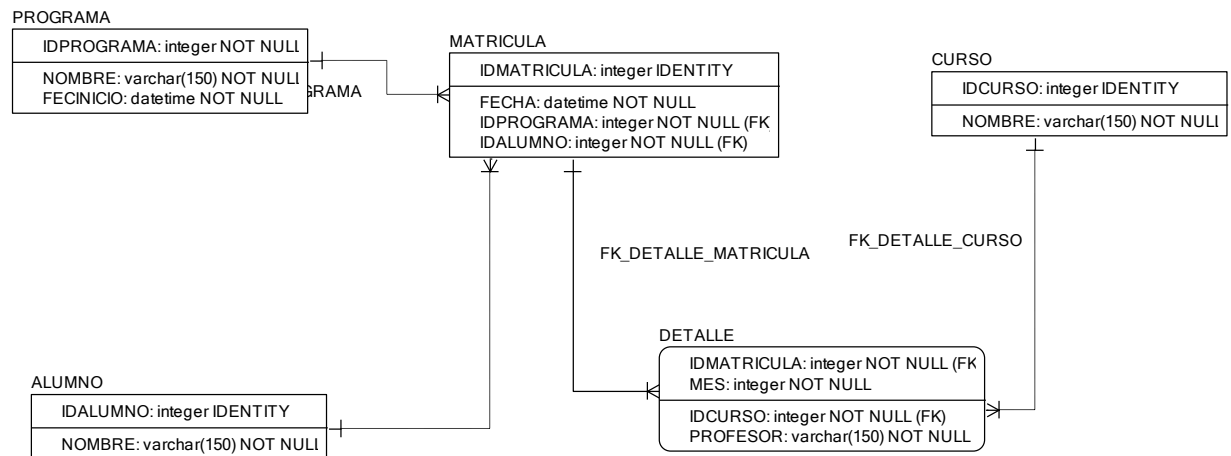 PROGRAMA
IDPROGRAMA: integer NOT NULL
NOMBRE: varchar(150) NOT NULL
FECINICIO: datetime NOT NULL
GRAMA
MATRICULA
IDMATRICULA: integer IDENTITY
FECHA: datetime NOT NULL
IDPROGRAMA: integer NOT NULL (FK
IDALUMNO: integer NOT NULL (FK)
CURSO
IDCURSO: integer IDENTITY
NOMBRE: varchar(150) NOT NULL
FK_DETALLE_MATRICULA
FK_DETALLE_CURSO
DETALLE
IDMATRICULA: integer NOT NULL (FK
MES: integer NOT NULL
IDCURSO: integer NOT NULL (FK)
PROFESOR: varchar(150) NOT NULL
ALUMNO
IDALUMNO: integer IDENTITY
NOMBRE: varchar(150) NOT NULL